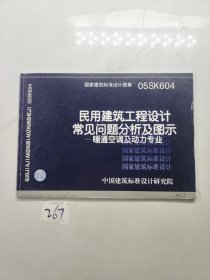 国家建筑标准设计图集 05SK604
民用建筑工程设计
常见问题分析及图示
—暖通空调及动力专业
国家建筑标准设计
国家建筑标准设计
国家建筑标准设计
中国建筑标准设计研究院
267
GUOJIAJIANZHUBIAOZHUNSHEJI 05SK604